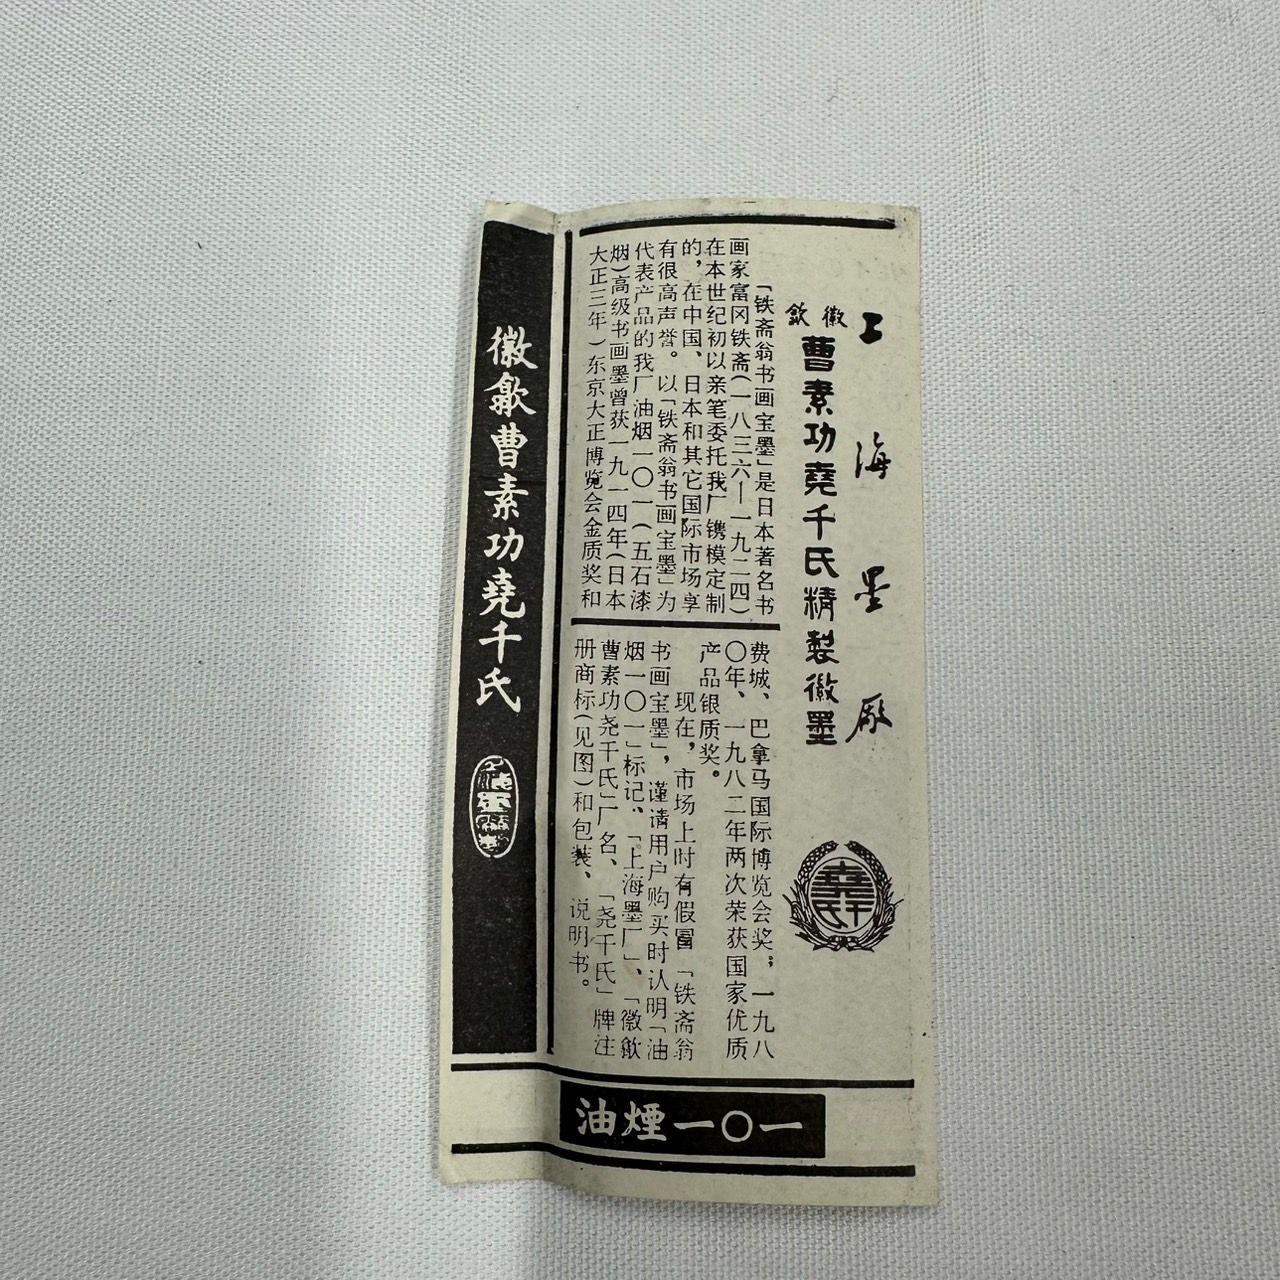 上海墨厰
徽歙
曹素功堯千氏精製徽墨
堯千氏
「铁斋翁书画宝墨」是日本著名书
画家富冈铁斋(一八三六—一九二四)
在本世纪初以亲笔委托我厂镌模定制
的，在中国、日本和其它国际市场享
有很高声誉。以「铁斋翁书画宝墨」为
代表产品的我厂油烟一〇一(五石漆
烟)高级书画墨曾获一九一四年(日本
大正三年)东京大正博览会金质奖和
费城、巴拿马国际博览会奖；一九八
〇年、一九八二年两次荣获国家优质
产品银质奖。
现在，市场上时有假冒「铁斋翁
书画宝墨」，谨请用户购买时认明「油
烟一〇一」标记、「上海墨厂」、「徽歙
曹素功尧千氏」厂名、「尧千氏」牌注
册商标(见图)和包装、说明书。
徽歙曹素功堯千氏
油煙一〇一